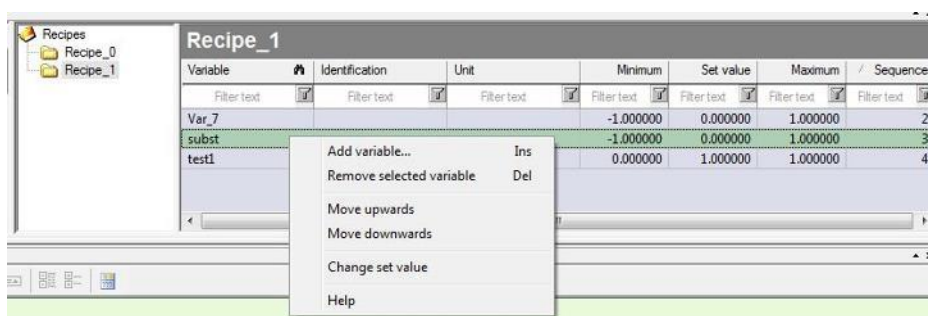 Recipes
Recipe_0
Recipe_1
Recipe_1
Variable Identification Unit Minimum Set value Maximum Sequence
Filter text Filter text Filter text Filter text Filter text Filter text Filter text
Var_7 -1.000000 0.000000 1.000000 2
subst -1.000000 0.000000 1.000000 3
test1 0.000000 1.000000 1.000000 4
Add variable... Ins
Remove selected variable Del
Move upwards
Move downwards
Change set value
Help